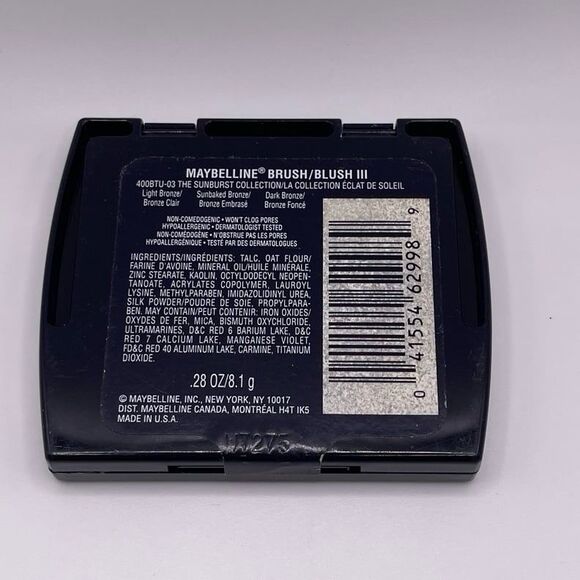 MAYBELLINE® BRUSH/BLUSH III
400BTU-03 THE SUNBURST COLLECTION/LA COLLECTION ÉCLAT DE SOLEIL
Light Bronze/ Sunbaked Bronze/ Dark Bronze/
Bronze Clair Bronze Embrasé Bronze Foncé
NON-COMEDOGENIC • WON'T CLOG PORES
HYPOALLERGENIC • DERMATOLOGIST TESTED
NON-COMÉDOGÈNE • N'OBSTRUE PAS LES PORES
HYPOALLERGÉNIQUE • TESTÉ PAR DES DERMATOLOGUES
INGREDIENTS/INGRÉDIENTS: TALC, OAT FLOUR/
FARINE D'AVOINE, MINERAL OIL/HUILE MINÉRALE,
ZINC STEARATE, KAOLIN, OCTYLDODECYL NEOPEN-
TANOATE, ACRYLATES COPOLYMER, LAUROYL
LYSINE, METHYLPARABEN, IMIDAZOLIDINYL UREA,
SILK POWDER/POUDRE DE SOIE, PROPYLPARA-
BEN. MAY CONTAIN/PEUT CONTENIR: IRON OXIDES/
OXYDES DE FER, MICA, BISMUTH OXYCHLORIDE,
ULTRAMARINES, D&C RED 6 BARIUM LAKE, D&C
RED 7 CALCIUM LAKE, MANGANESE VIOLET,
FD&C RED 40 ALUMINUM LAKE, CARMINE, TITANIUM
DIOXIDE.
.28 OZ/8.1 g
© MAYBELLINE, INC., NEW YORK, NY 10017
DIST. MAYBELLINE CANADA, MONTRÉAL H4T IK5
MADE IN U.S.A.
0 41554 62998 9
H7275